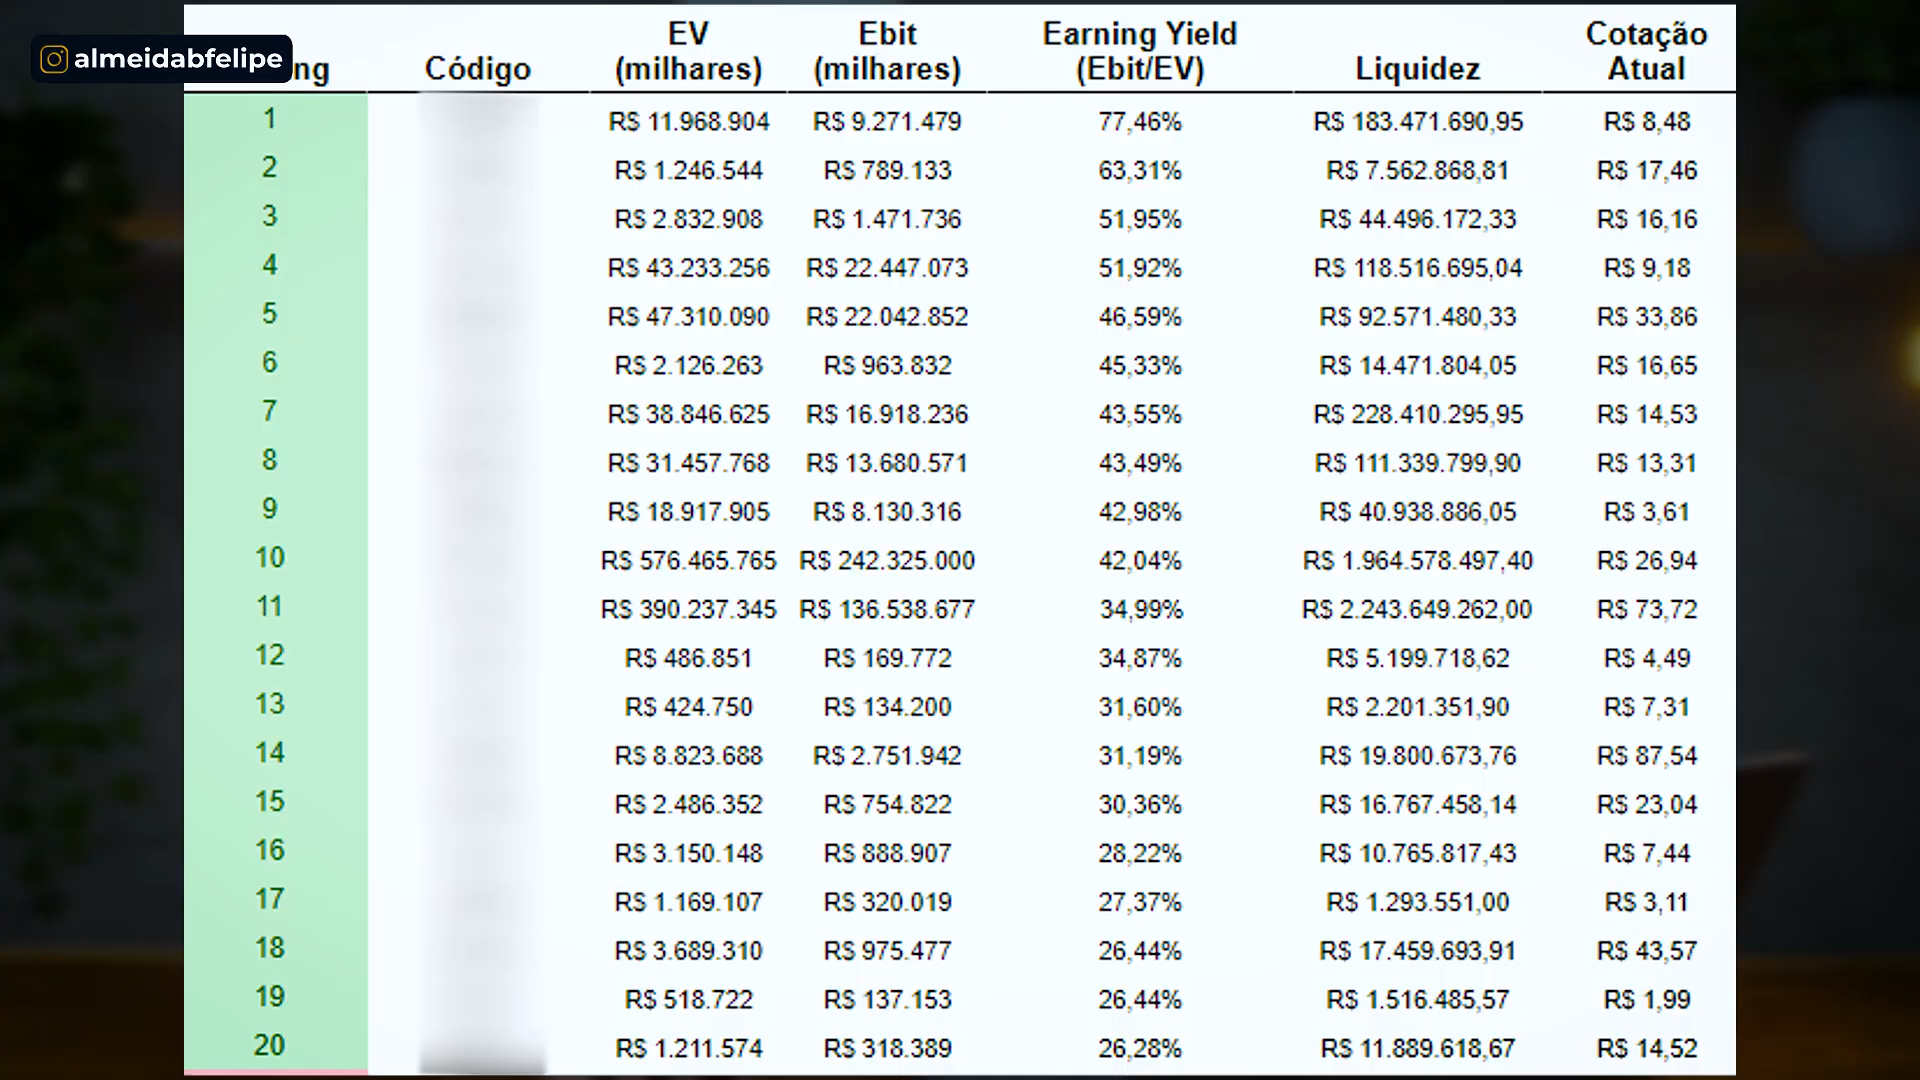 almeidabfelipe
ng Código EV (milhares) Ebit (milhares) Earning Yield (Ebit/EV) Liquidez Cotação Atual
1 R$ 11.968.904 R$ 9.271.479 77,46% R$ 183.471.690,95 R$ 8,48
2 R$ 1.246.544 R$ 789.133 63,31% R$ 7.562.868,81 R$ 17,46
3 R$ 2.832.908 R$ 1.471.736 51,95% R$ 44.496.172,33 R$ 16,16
4 R$ 43.233.256 R$ 22.447.073 51,92% R$ 118.516.695,04 R$ 9,18
5 R$ 47.310.090 R$ 22.042.852 46,59% R$ 92.571.480,33 R$ 33,86
6 R$ 2.126.263 R$ 963.832 45,33% R$ 14.471.804,05 R$ 16,65
7 R$ 38.846.625 R$ 16.918.236 43,55% R$ 228.410.295,95 R$ 14,53
8 R$ 31.457.768 R$ 13.680.571 43,49% R$ 111.339.799,90 R$ 13,31
9 R$ 18.917.905 R$ 8.130.316 42,98% R$ 40.938.886,05 R$ 3,61
10 R$ 576.465.765 R$ 242.325.000 42,04% R$ 1.964.578.497,40 R$ 26,94
11 R$ 390.237.345 R$ 136.538.677 34,99% R$ 2.243.649.262,00 R$ 73,72
12 R$ 486.851 R$ 169.772 34,87% R$ 5.199.718,62 R$ 4,49
13 R$ 424.750 R$ 134.200 31,60% R$ 2.201.351,90 R$ 7,31
14 R$ 8.823.688 R$ 2.751.942 31,19% R$ 19.800.673,76 R$ 87,54
15 R$ 2.486.352 R$ 754.822 30,36% R$ 16.767.458,14 R$ 23,04
16 R$ 3.150.148 R$ 888.907 28,22% R$ 10.765.817,43 R$ 7,44
17 R$ 1.169.107 R$ 320.019 27,37% R$ 1.293.551,00 R$ 3,11
18 R$ 3.689.310 R$ 975.477 26,44% R$ 17.459.693,91 R$ 43,57
19 R$ 518.722 R$ 137.153 26,44% R$ 1.516.485,57 R$ 1,99
20 R$ 1.211.574 R$ 318.389 26,28% R$ 11.889.618,67 R$ 14,52